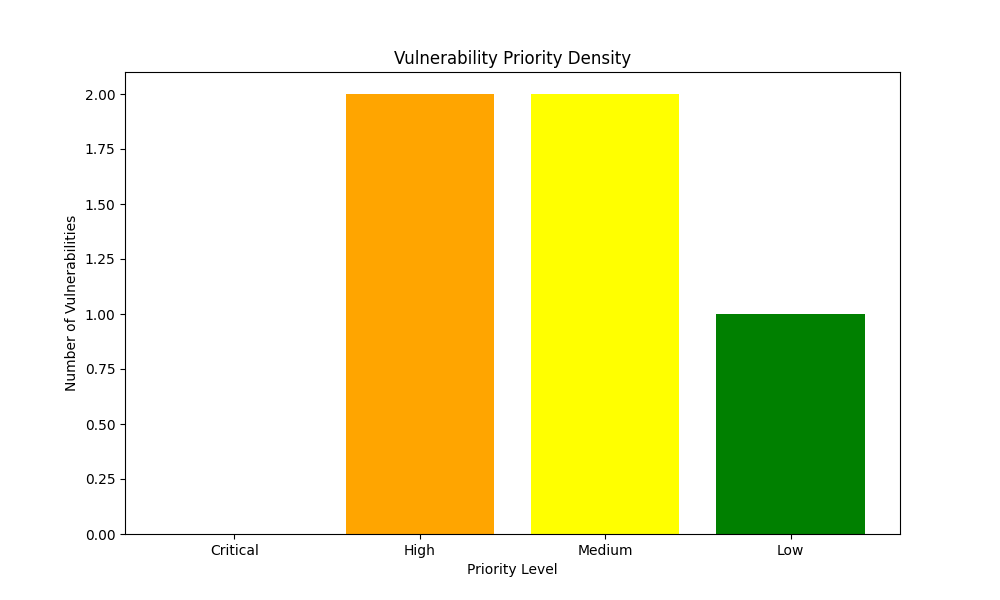 Vulnerability Priority Density
Number of Vulnerabilities
2.00
1.75
1.50
1.25
1.00
0.75
0.50
0.25
0.00
Critical
High
Medium
Low
Priority Level